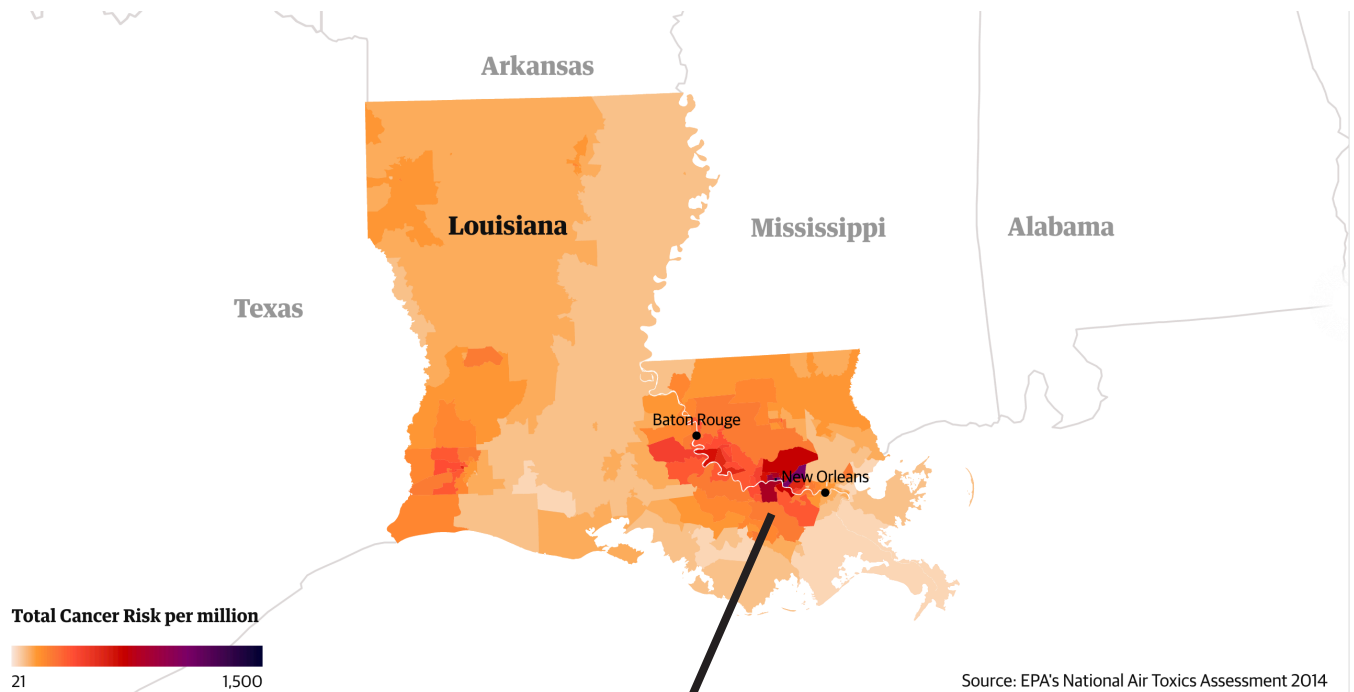 Arkansas
Louisiana
Mississippi
Alabama
Texas
Baton Rouge
New Orleans
Total Cancer Risk per million
21
1,500
Source: EPA's National Air Toxics Assessment 2014